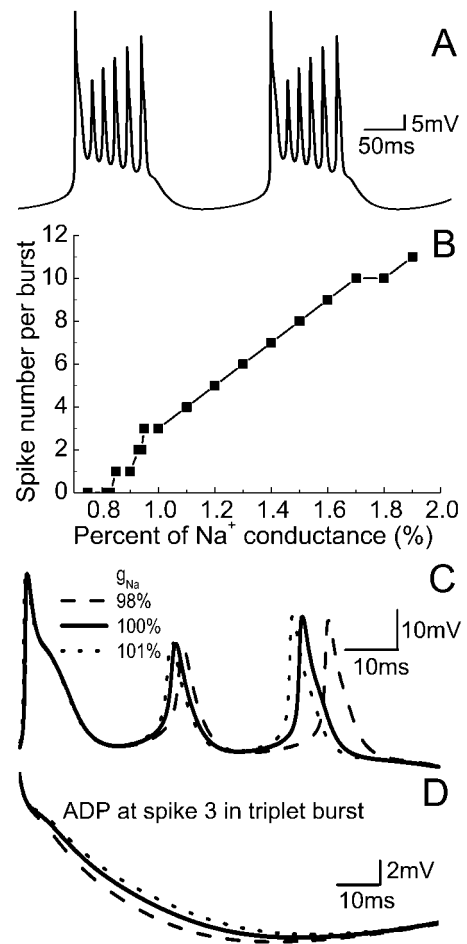 A
5mV
50ms
B
12
10
8
6
4
2
0
Spike number per burst
0.8 1.0 1.2 1.4 1.6 1.8 2.0
Percent of Na+ conductance (%)
C
gNa
98%
100%
101%
10mV
10ms
D
ADP at spike 3 in triplet burst
2mV
10ms